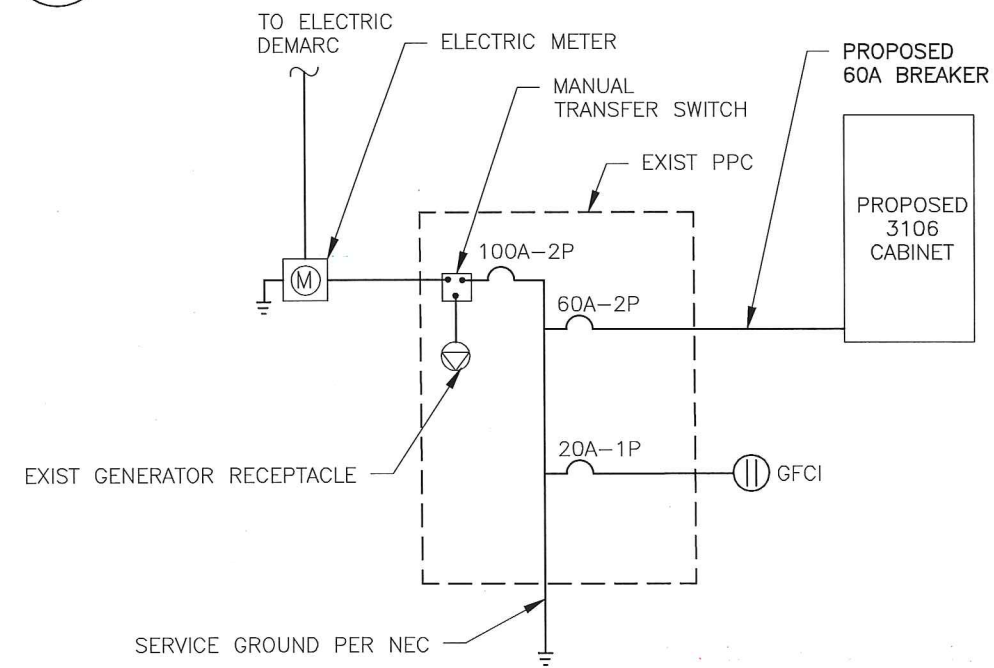 TO ELECTRIC
DEMARC
ELECTRIC METER
PROPOSED
60A BREAKER
MANUAL
TRANSFER SWITCH
EXIST PPC
PROPOSED
3106
CABINET
100A-2P
M
60A-2P
20A-1P
EXIST GENERATOR RECEPTACLE
GFCI
SERVICE GROUND PER NEC